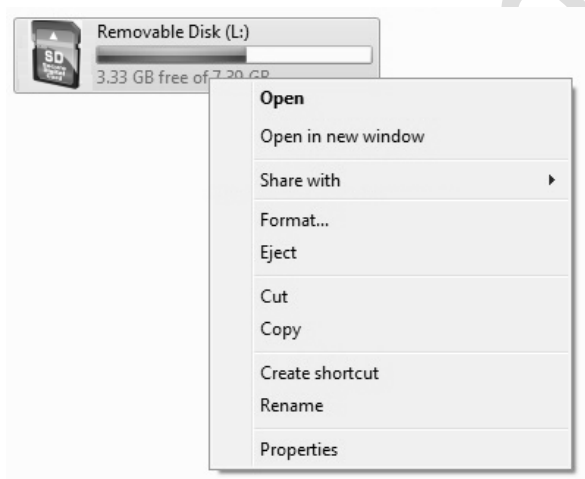 Removable Disk (L:)
SD
3.33 GB free of 7.39 GB
Open
Open in new window
Share with
Format...
Eject
Cut
Copy
Create shortcut
Rename
Properties